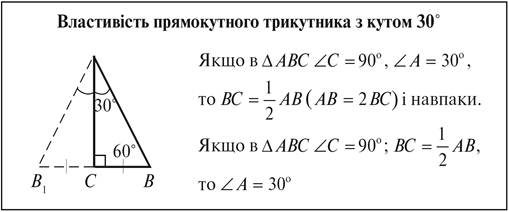 Властивість прямокутного трикутника з кутом 30°
Якщо в ΔABC ∠C = 90°, ∠A = 30°,
30°
то BC = 1/2 AB (AB = 2BC) і навпаки.
Якщо в ΔABC ∠C = 90°; BC = 1/2 AB,
60°
B₁ C B
то ∠A = 30°